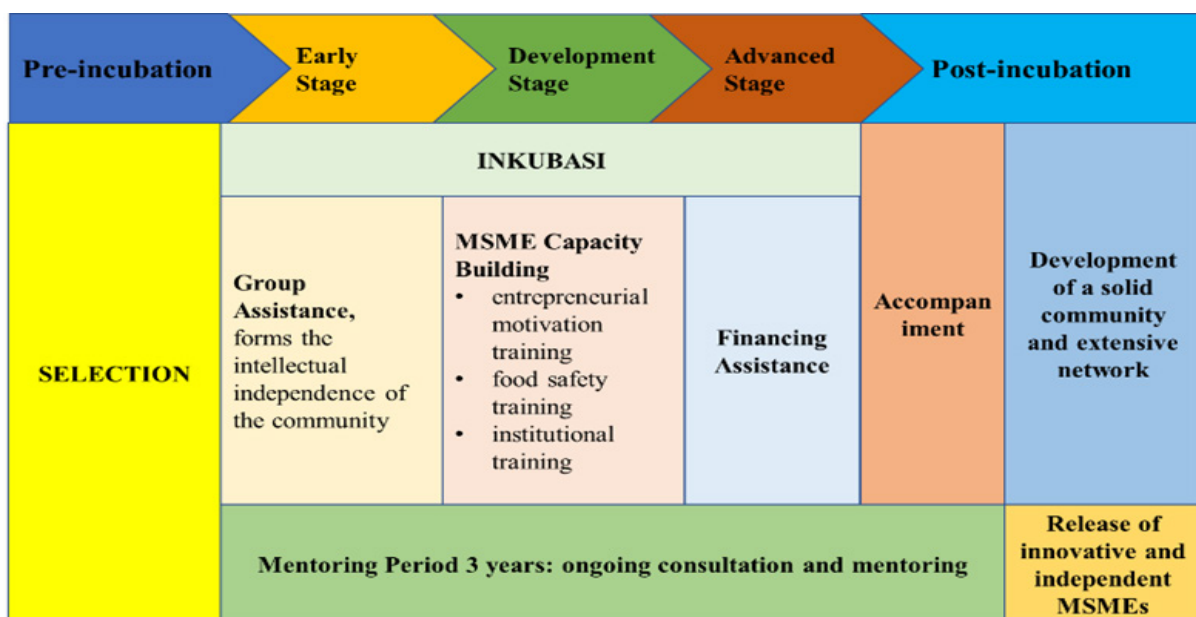 Pre-incubation
Early
Stage
Development
Stage
Advanced
Stage
Post-incubation
INKUBASI
SELECTION
Group
Assistance,
forms the
intellectual
independence of
the community
MSME Capacity
Building
• entrepreneurial
motivation
training
• food safety
training
• institutional
training
Financing
Assistance
Accompan
iment
Development
of a solid
community
and extensive
network
Mentoring Period 3 years: ongoing consultation and mentoring
Release of
innovative and
independent
MSMEs